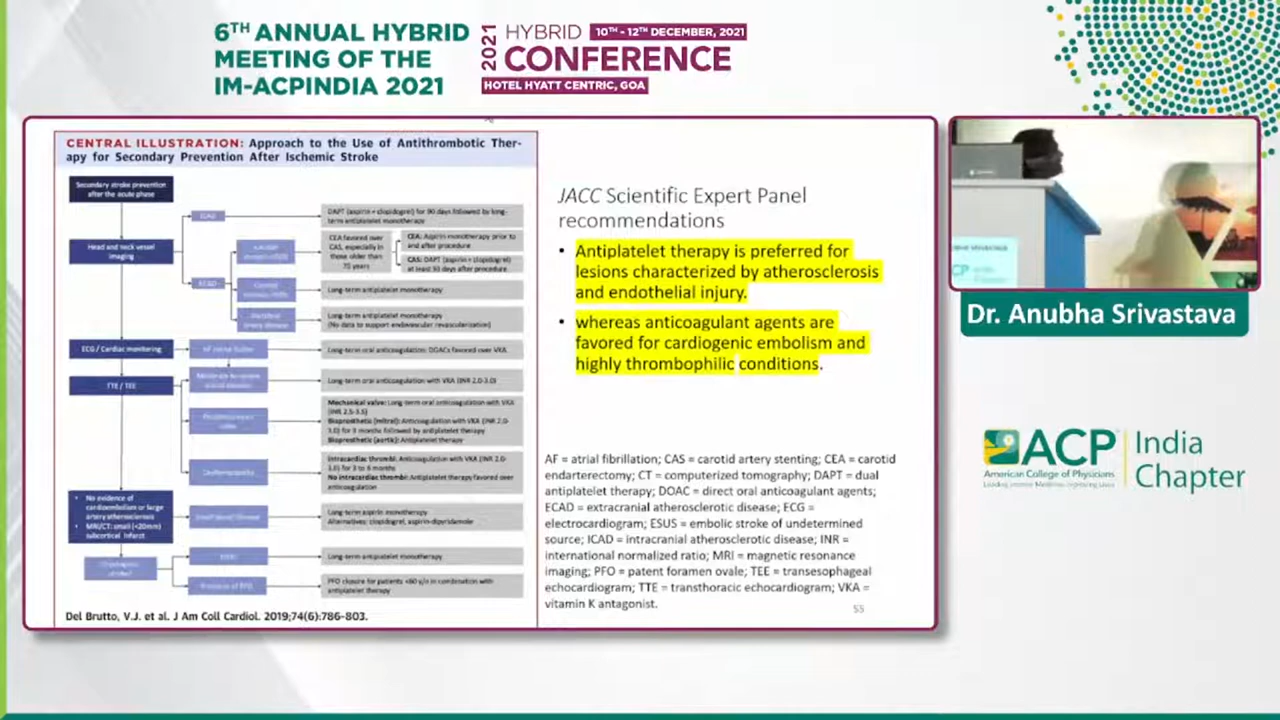 6TH ANNUAL HYBRID
MEETING OF THE
IM-ACPINDIA 2021
2021
HYBRID 10TH - 12TH DECEMBER, 2021
CONFERENCE
HOTEL HYATT CENTRIC, GOA
CENTRAL ILLUSTRATION: Approach to the Use of Antithrombotic Ther-
apy for Secondary Prevention After Ischemic Stroke
Secondary stroke prevention
after the acute phase
Head and neck vessel
imaging
ICAD
DAPT (aspirin + clopidogrel) for 90 days followed by long-
term antiplatelet monotherapy
ECAD
CEA favored over
CAS, especially in
those older than
70 years
CEA: Aspirin monotherapy prior to
and after procedure
CAS: DAPT (aspirin + clopidogrel)
at least 30 days after procedure
Long-term antiplatelet monotherapy
Long-term antiplatelet monotherapy
(No data to support endovascular revascularization)
ECG / Cardiac monitoring
Long-term oral anticoagulation: DOACs favored over VKA
TTE / TEE
Long-term oral anticoagulation with VKA (INR 2.0-3.0)
Mechanical valve: Long-term oral anticoagulation with VKA
(INR 2.5-3.5)
Bioprosthetic (mitral): Anticoagulation with VKA (INR 2.0-
3.0) for 3 months followed by antiplatelet therapy
Bioprosthetic (aortic): Antiplatelet therapy
Intracardiac thrombi: Anticoagulation with VKA (INR 2.0-
3.0) for 3 to 6 months
No intracardiac thrombi: Antiplatelet therapy favored over
anticoagulation
• No evidence of
cardioembolism or large
artery atherosclerosis
• MRI/CT: small (<20mm)
subcortical infarct
Long-term aspirin monotherapy
Alternatives: clopidogrel, aspirin-dipyridamole
Long-term antiplatelet monotherapy
PFO closure for patients <60 y/o in combination with
antiplatelet therapy
Del Brutto, V.J. et al. J Am Coll Cardiol. 2019;74(6):786-803.
JACC Scientific Expert Panel
recommendations
• Antiplatelet therapy is preferred for
lesions characterized by atherosclerosis
and endothelial injury.
• whereas anticoagulant agents are
favored for cardiogenic embolism and
highly thrombophilic conditions.
AF = atrial fibrillation; CAS = carotid artery stenting; CEA = carotid
endarterectomy; CT = computerized tomography; DAPT = dual
antiplatelet therapy; DOAC = direct oral anticoagulant agents;
ECAD = extracranial atherosclerotic disease; ECG =
electrocardiogram; ESUS = embolic stroke of undetermined
source; ICAD = intracranial atherosclerotic disease; INR =
international normalized ratio; MRI = magnetic resonance
imaging; PFO = patent foramen ovale; TEE = transesophageal
echocardiogram; TTE = transthoracic echocardiogram; VKA =
vitamin K antagonist.
55
Dr. Anubha Srivastava
ACP
American College of Physicians
India
Chapter